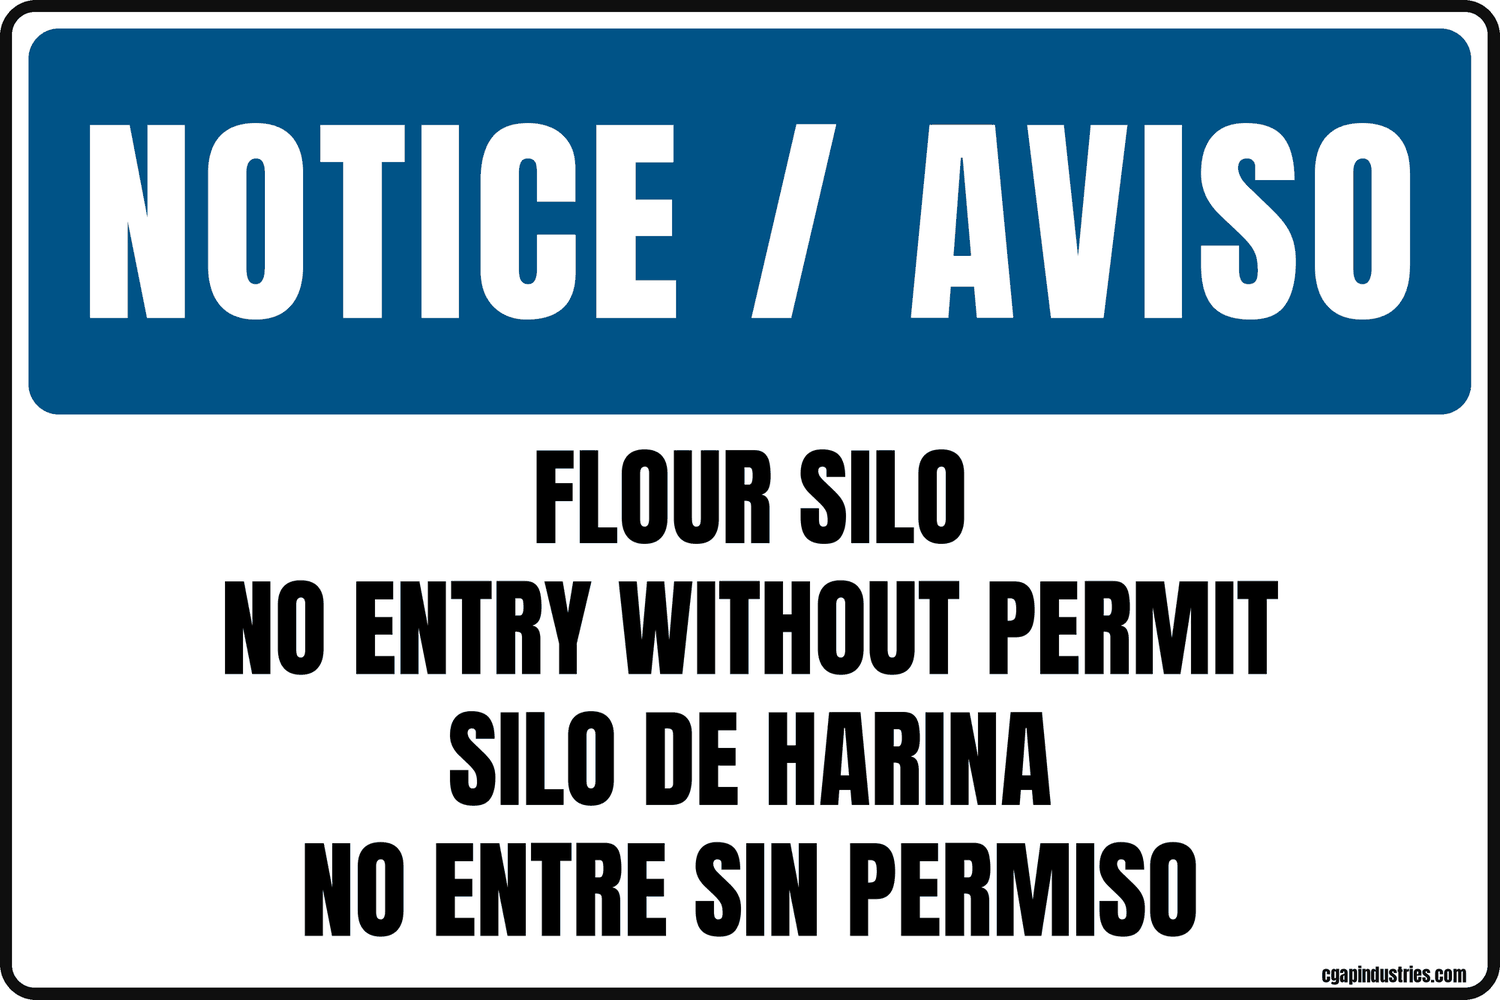 NOTICE / AVISO
FLOUR SILO
NO ENTRY WITHOUT PERMIT
SILO DE HARINA
NO ENTRE SIN PERMISO
cgapindustries.com